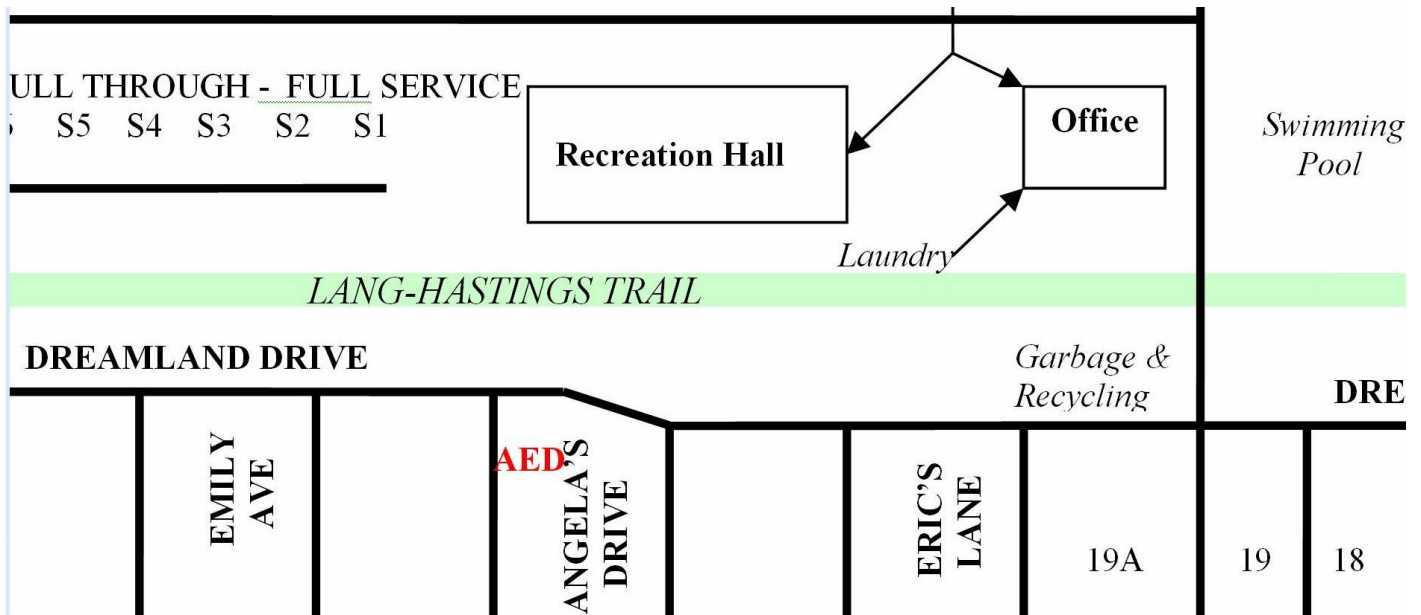 ULL THROUGH - FULL SERVICE
S5 S4 S3 S2 S1
Recreation Hall
Office
Swimming
Pool
Laundry
LANG-HASTINGS TRAIL
DREAMLAND DRIVE
Garbage &
Recycling
DRE
EMILY
AVE
AED
ANGELA'S
DRIVE
ERIC'S
LANE
19A
19
18